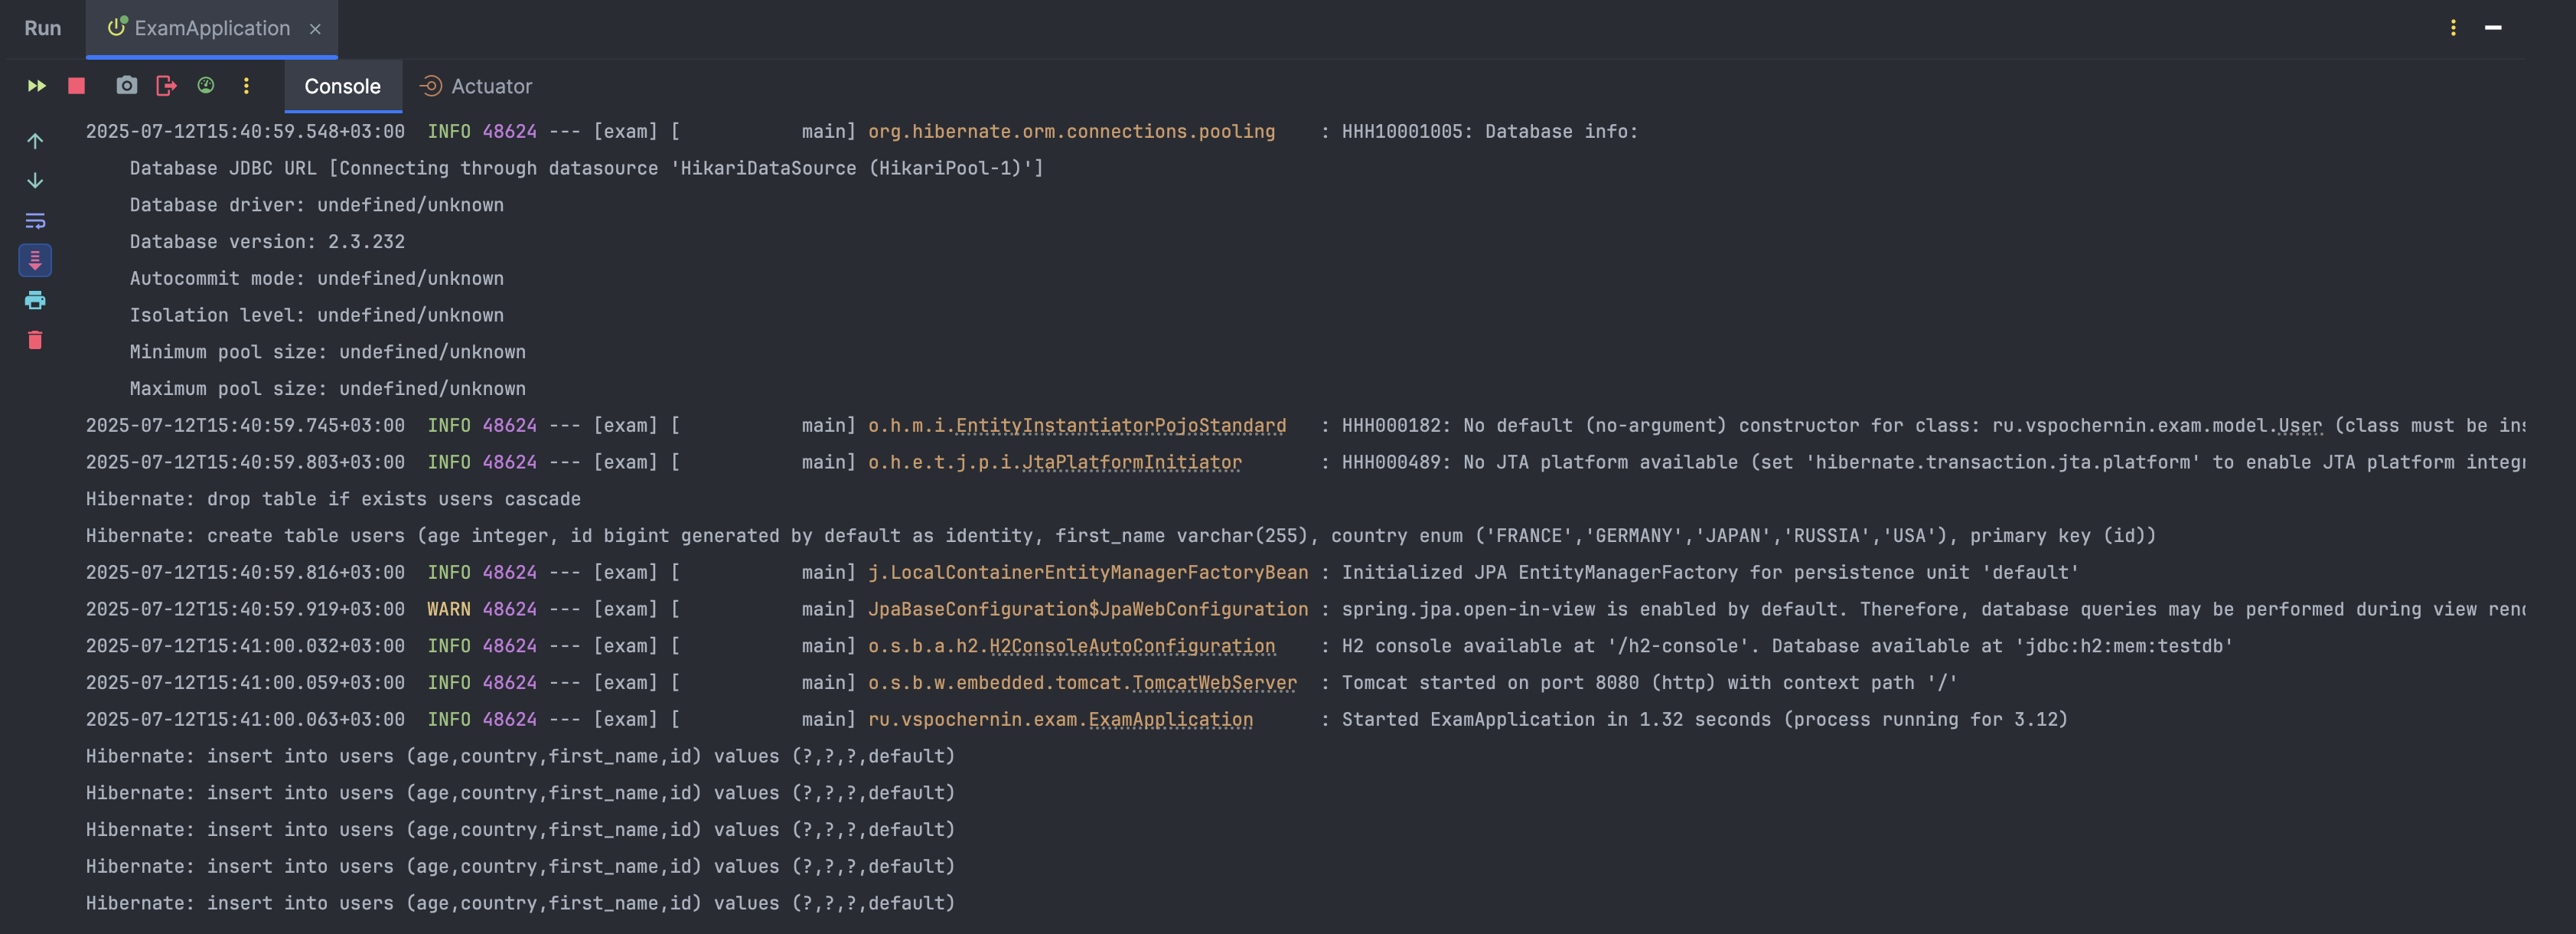 Run ExamApplication
Console Actuator
2025-07-12T15:40:59.548+03:00  INFO 48624 --- [exam] [           main] org.hibernate.orm.connections.pooling    : HHH10001005: Database info:
    Database JDBC URL [Connecting through datasource 'HikariDataSource (HikariPool-1)']
    Database driver: undefined/unknown
    Database version: 2.3.232
    Autocommit mode: undefined/unknown
    Isolation level: undefined/unknown
    Minimum pool size: undefined/unknown
    Maximum pool size: undefined/unknown
2025-07-12T15:40:59.745+03:00  INFO 48624 --- [exam] [           main] o.h.m.i.EntityInstantiatorPojoStandard   : HHH000182: No default (no-argument) constructor for class: ru.vspochernin.exam.model.User (class must be ins
2025-07-12T15:40:59.803+03:00  INFO 48624 --- [exam] [           main] o.h.e.t.j.p.i.JtaPlatformInitiator       : HHH000489: No JTA platform available (set 'hibernate.transaction.jta.platform' to enable JTA platform integr
Hibernate: drop table if exists users cascade
Hibernate: create table users (age integer, id bigint generated by default as identity, first_name varchar(255), country enum ('FRANCE','GERMANY','JAPAN','RUSSIA','USA'), primary key (id))
2025-07-12T15:40:59.816+03:00  INFO 48624 --- [exam] [           main] j.LocalContainerEntityManagerFactoryBean : Initialized JPA EntityManagerFactory for persistence unit 'default'
2025-07-12T15:40:59.919+03:00  WARN 48624 --- [exam] [           main] JpaBaseConfiguration$JpaWebConfiguration : spring.jpa.open-in-view is enabled by default. Therefore, database queries may be performed during view rend
2025-07-12T15:41:00.032+03:00  INFO 48624 --- [exam] [           main] o.s.b.a.h2.H2ConsoleAutoConfiguration    : H2 console available at '/h2-console'. Database available at 'jdbc:h2:mem:testdb'
2025-07-12T15:41:00.059+03:00  INFO 48624 --- [exam] [           main] o.s.b.w.embedded.tomcat.TomcatWebServer  : Tomcat started on port 8080 (http) with context path '/'
2025-07-12T15:41:00.063+03:00  INFO 48624 --- [exam] [           main] ru.vspochernin.exam.ExamApplication      : Started ExamApplication in 1.32 seconds (process running for 3.12)
Hibernate: insert into users (age,country,first_name,id) values (?,?,?,default)
Hibernate: insert into users (age,country,first_name,id) values (?,?,?,default)
Hibernate: insert into users (age,country,first_name,id) values (?,?,?,default)
Hibernate: insert into users (age,country,first_name,id) values (?,?,?,default)
Hibernate: insert into users (age,country,first_name,id) values (?,?,?,default)